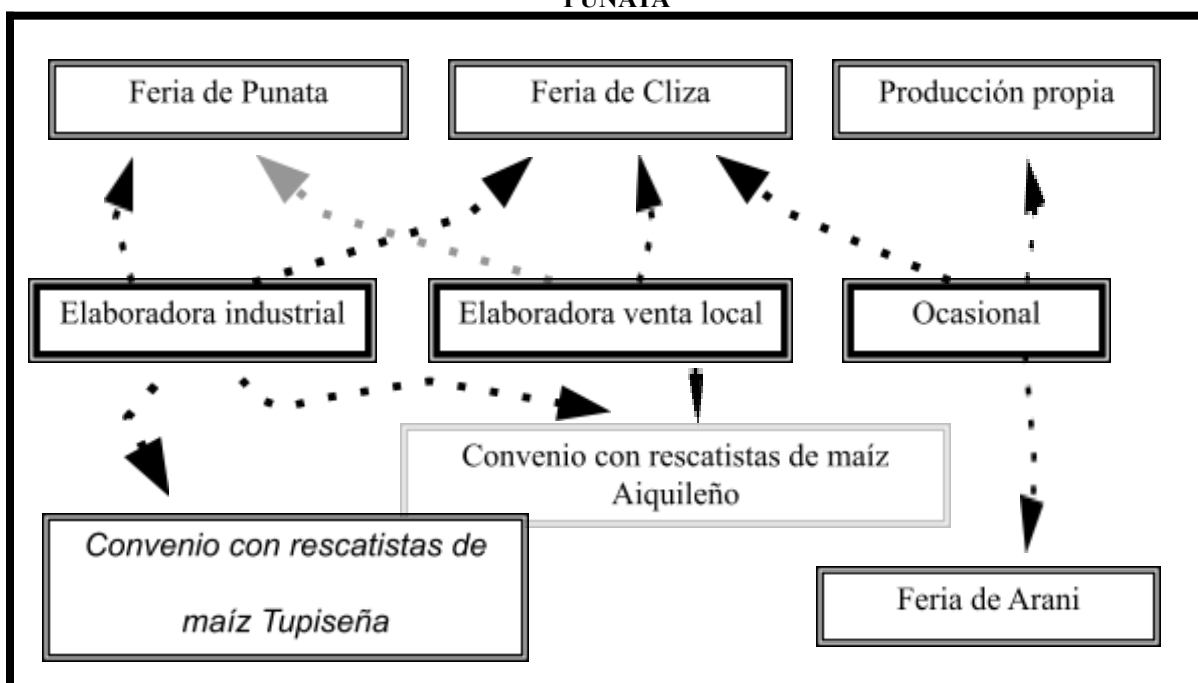 PUNATA
Feria de Punata
Feria de Cliza
Producción propia
Elaboradora industrial
Elaboradora venta local
Ocasional
Convenio con rescatistas de maíz
Aiquileño
Convenio con rescatistas de
maíz Tupiseña
Feria de Arani